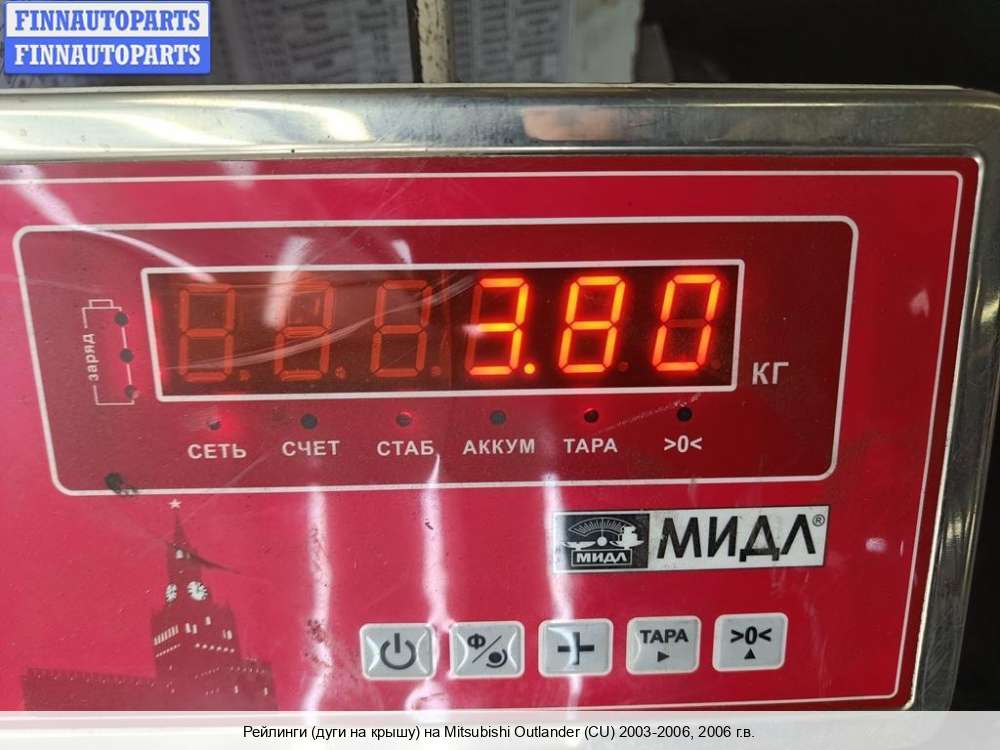 FINNAUTOPARTS
FINNAUTOPARTS
заряд
3.80
КГ
СЕТЬ СЧЕТ СТАБ АККУМ ТАРА >0<
МИДЛ МИДЛ®
Ф ТАРА >0<
Рейлинги (дуги на крышу) на Mitsubishi Outlander (CU) 2003-2006, 2006 г.в.